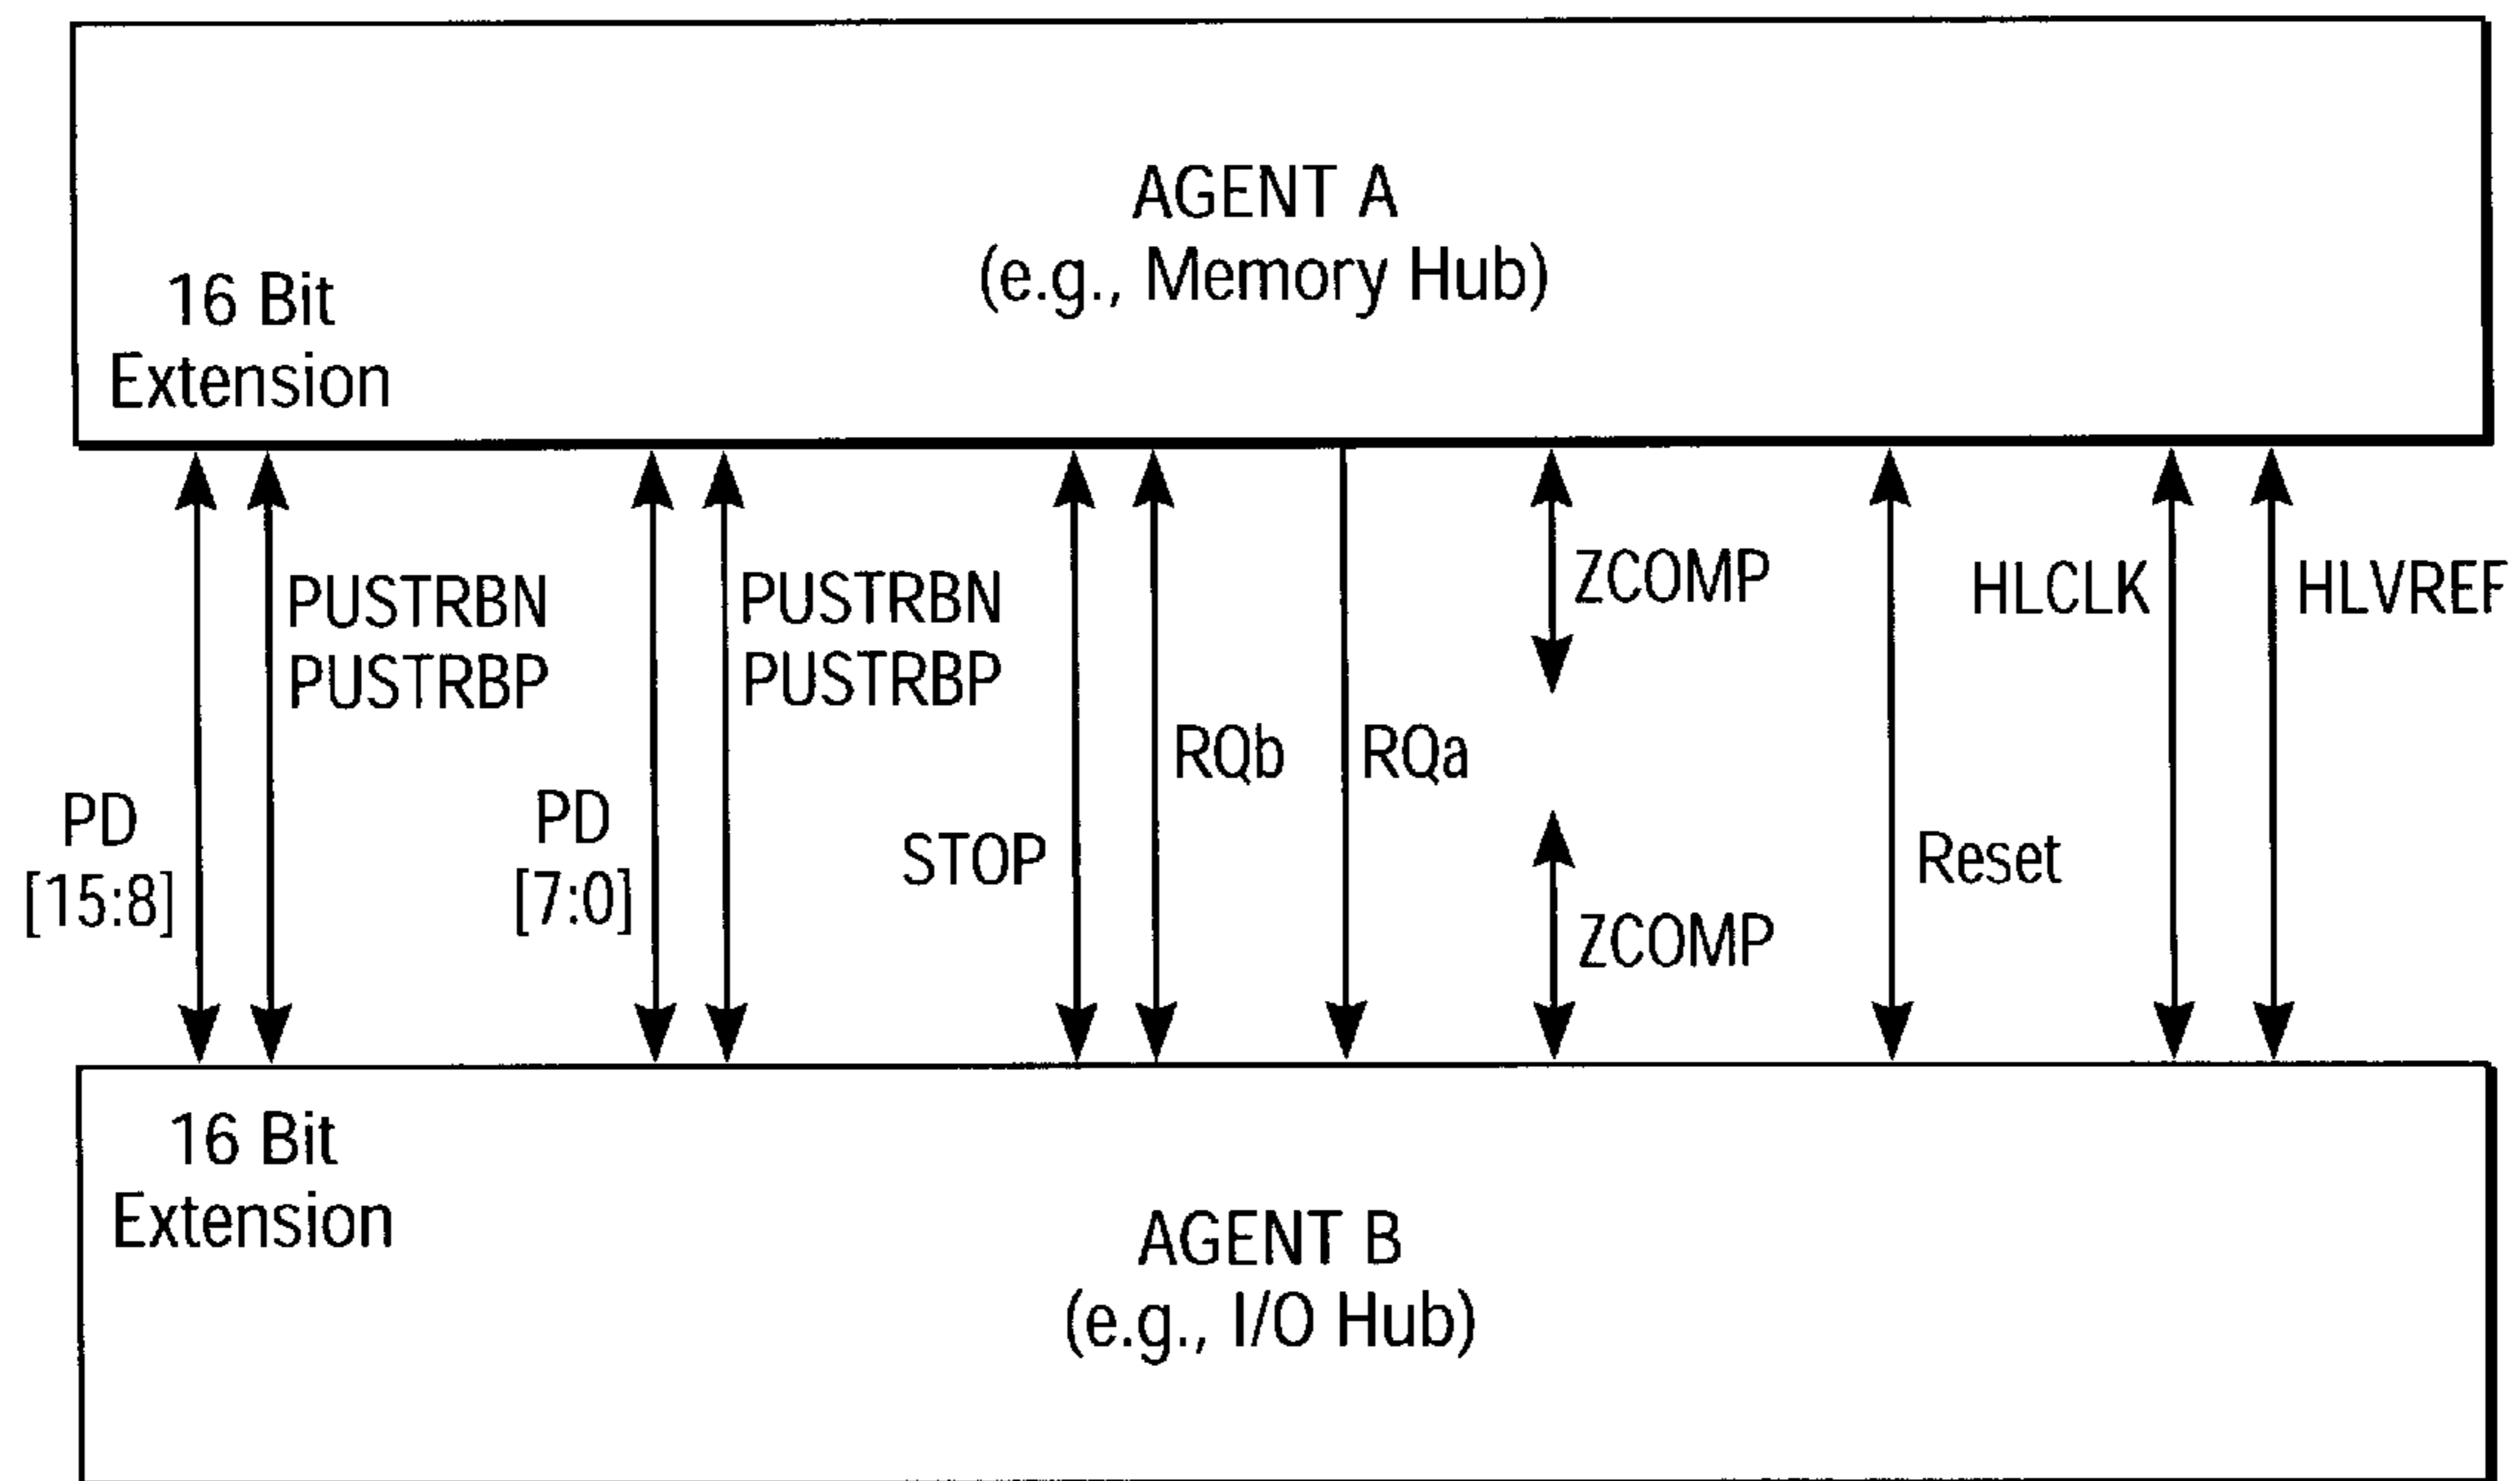 AGENT A
(e.g., Memory Hub)
16 Bit
Extension
PUSTRBN
PUSTRBP
PUSTRBN
PUSTRBP
ZCOMP
HLCLK
HLVREF
RQb
RQa
PD
[15:8]
PD
[7:0]
STOP
Reset
ZCOMP
16 Bit
Extension
AGENT B
(e.g., I/O Hub)